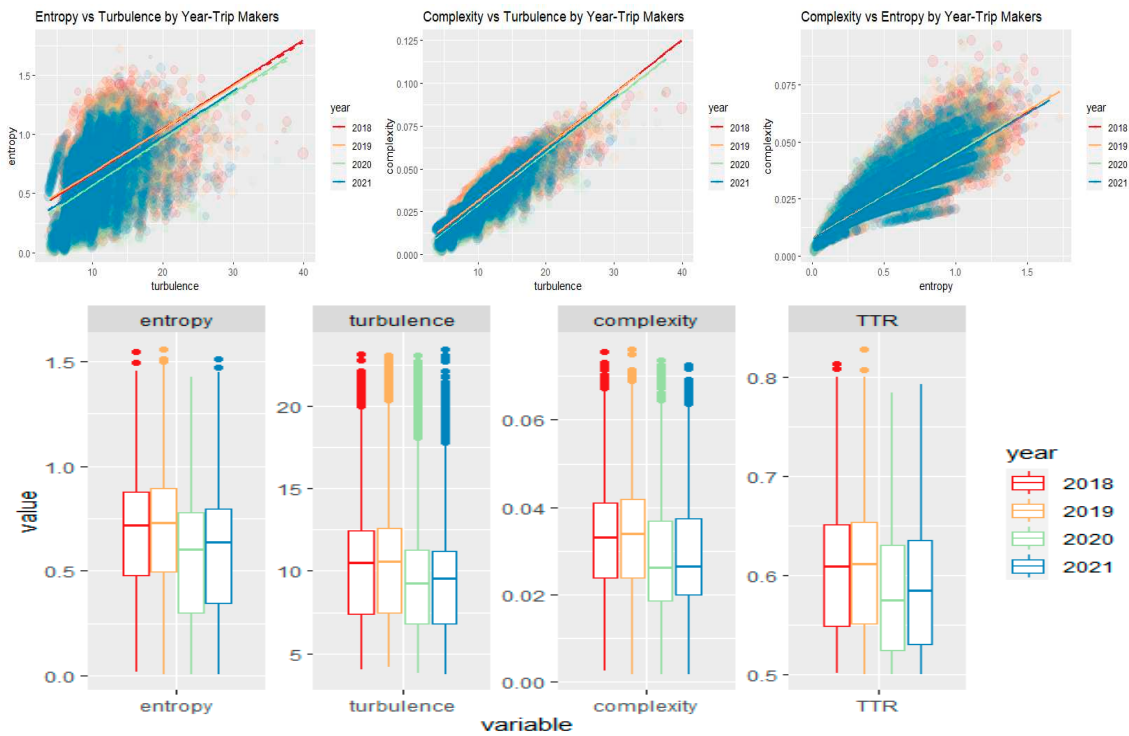 Entropy vs Turbulence by Year-Trip Makers
entropy
1.5
1.0
0.5
0.0
10
20
30
40
turbulence
year
2018
2019
2020
2021
Complexity vs Turbulence by Year-Trip Makers
complexity
0.125
0.100
0.075
0.050
0.025
0.000
10
20
30
40
turbulence
year
2018
2019
2020
2021
Complexity vs Entropy by Year-Trip Makers
complexity
0.075
0.050
0.025
0.000
0.0
0.5
1.0
1.5
entropy
year
2018
2019
2020
2021
value
entropy
1.5
1.0
0.5
0.0
entropy
turbulence
20
15
10
5
turbulence
complexity
0.06
0.04
0.02
0.00
complexity
TTR
0.8
0.7
0.6
0.5
TTR
variable
year
2018
2019
2020
2021